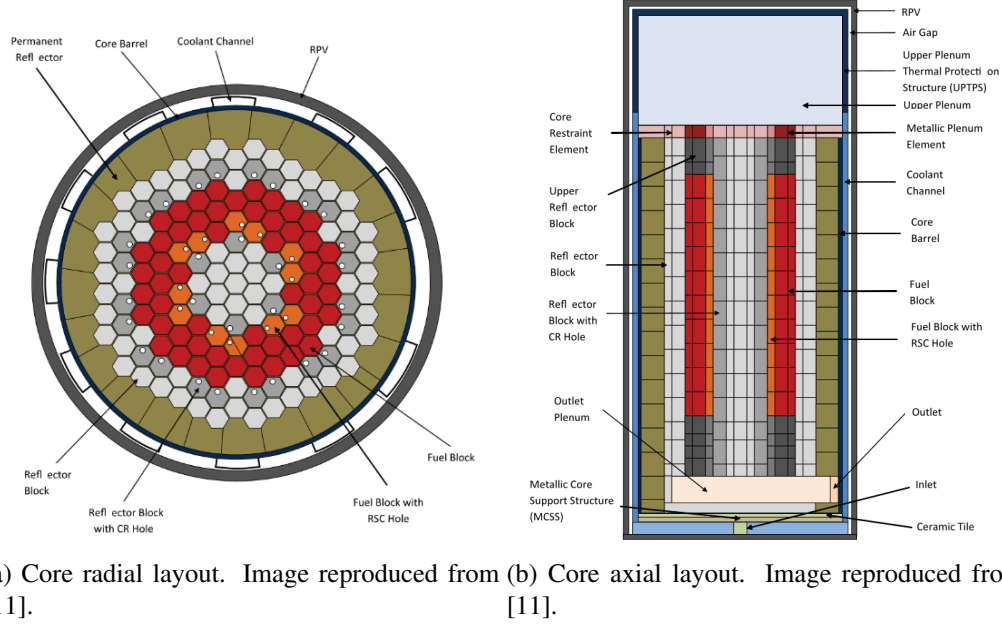 Permanent
Refl ector
Core Barrel
Coolant Channel
RPV
Refl ector
Block
Refl ector Block
with CR Hole
Fuel Block with
RSC Hole
Fuel Block
RPV
Air Gap
Upper Plenum
Thermal Protecti on
Structure (UPTPS)
Upper Plenum
Core
Restraint
Element
Metallic Plenum
Element
Upper
Refl ector
Block
Coolant
Channel
Core
Barrel
Refl ector
Block
Fuel
Block
Refl ector
Block with
CR Hole
Fuel Block with
RSC Hole
Outlet
Plenum
Outlet
Metallic Core
Support Structure
(MCSS)
Inlet
Ceramic Tile
) Core radial layout. Image reproduced from
11].
(b) Core axial layout. Image reproduced fro
[11].